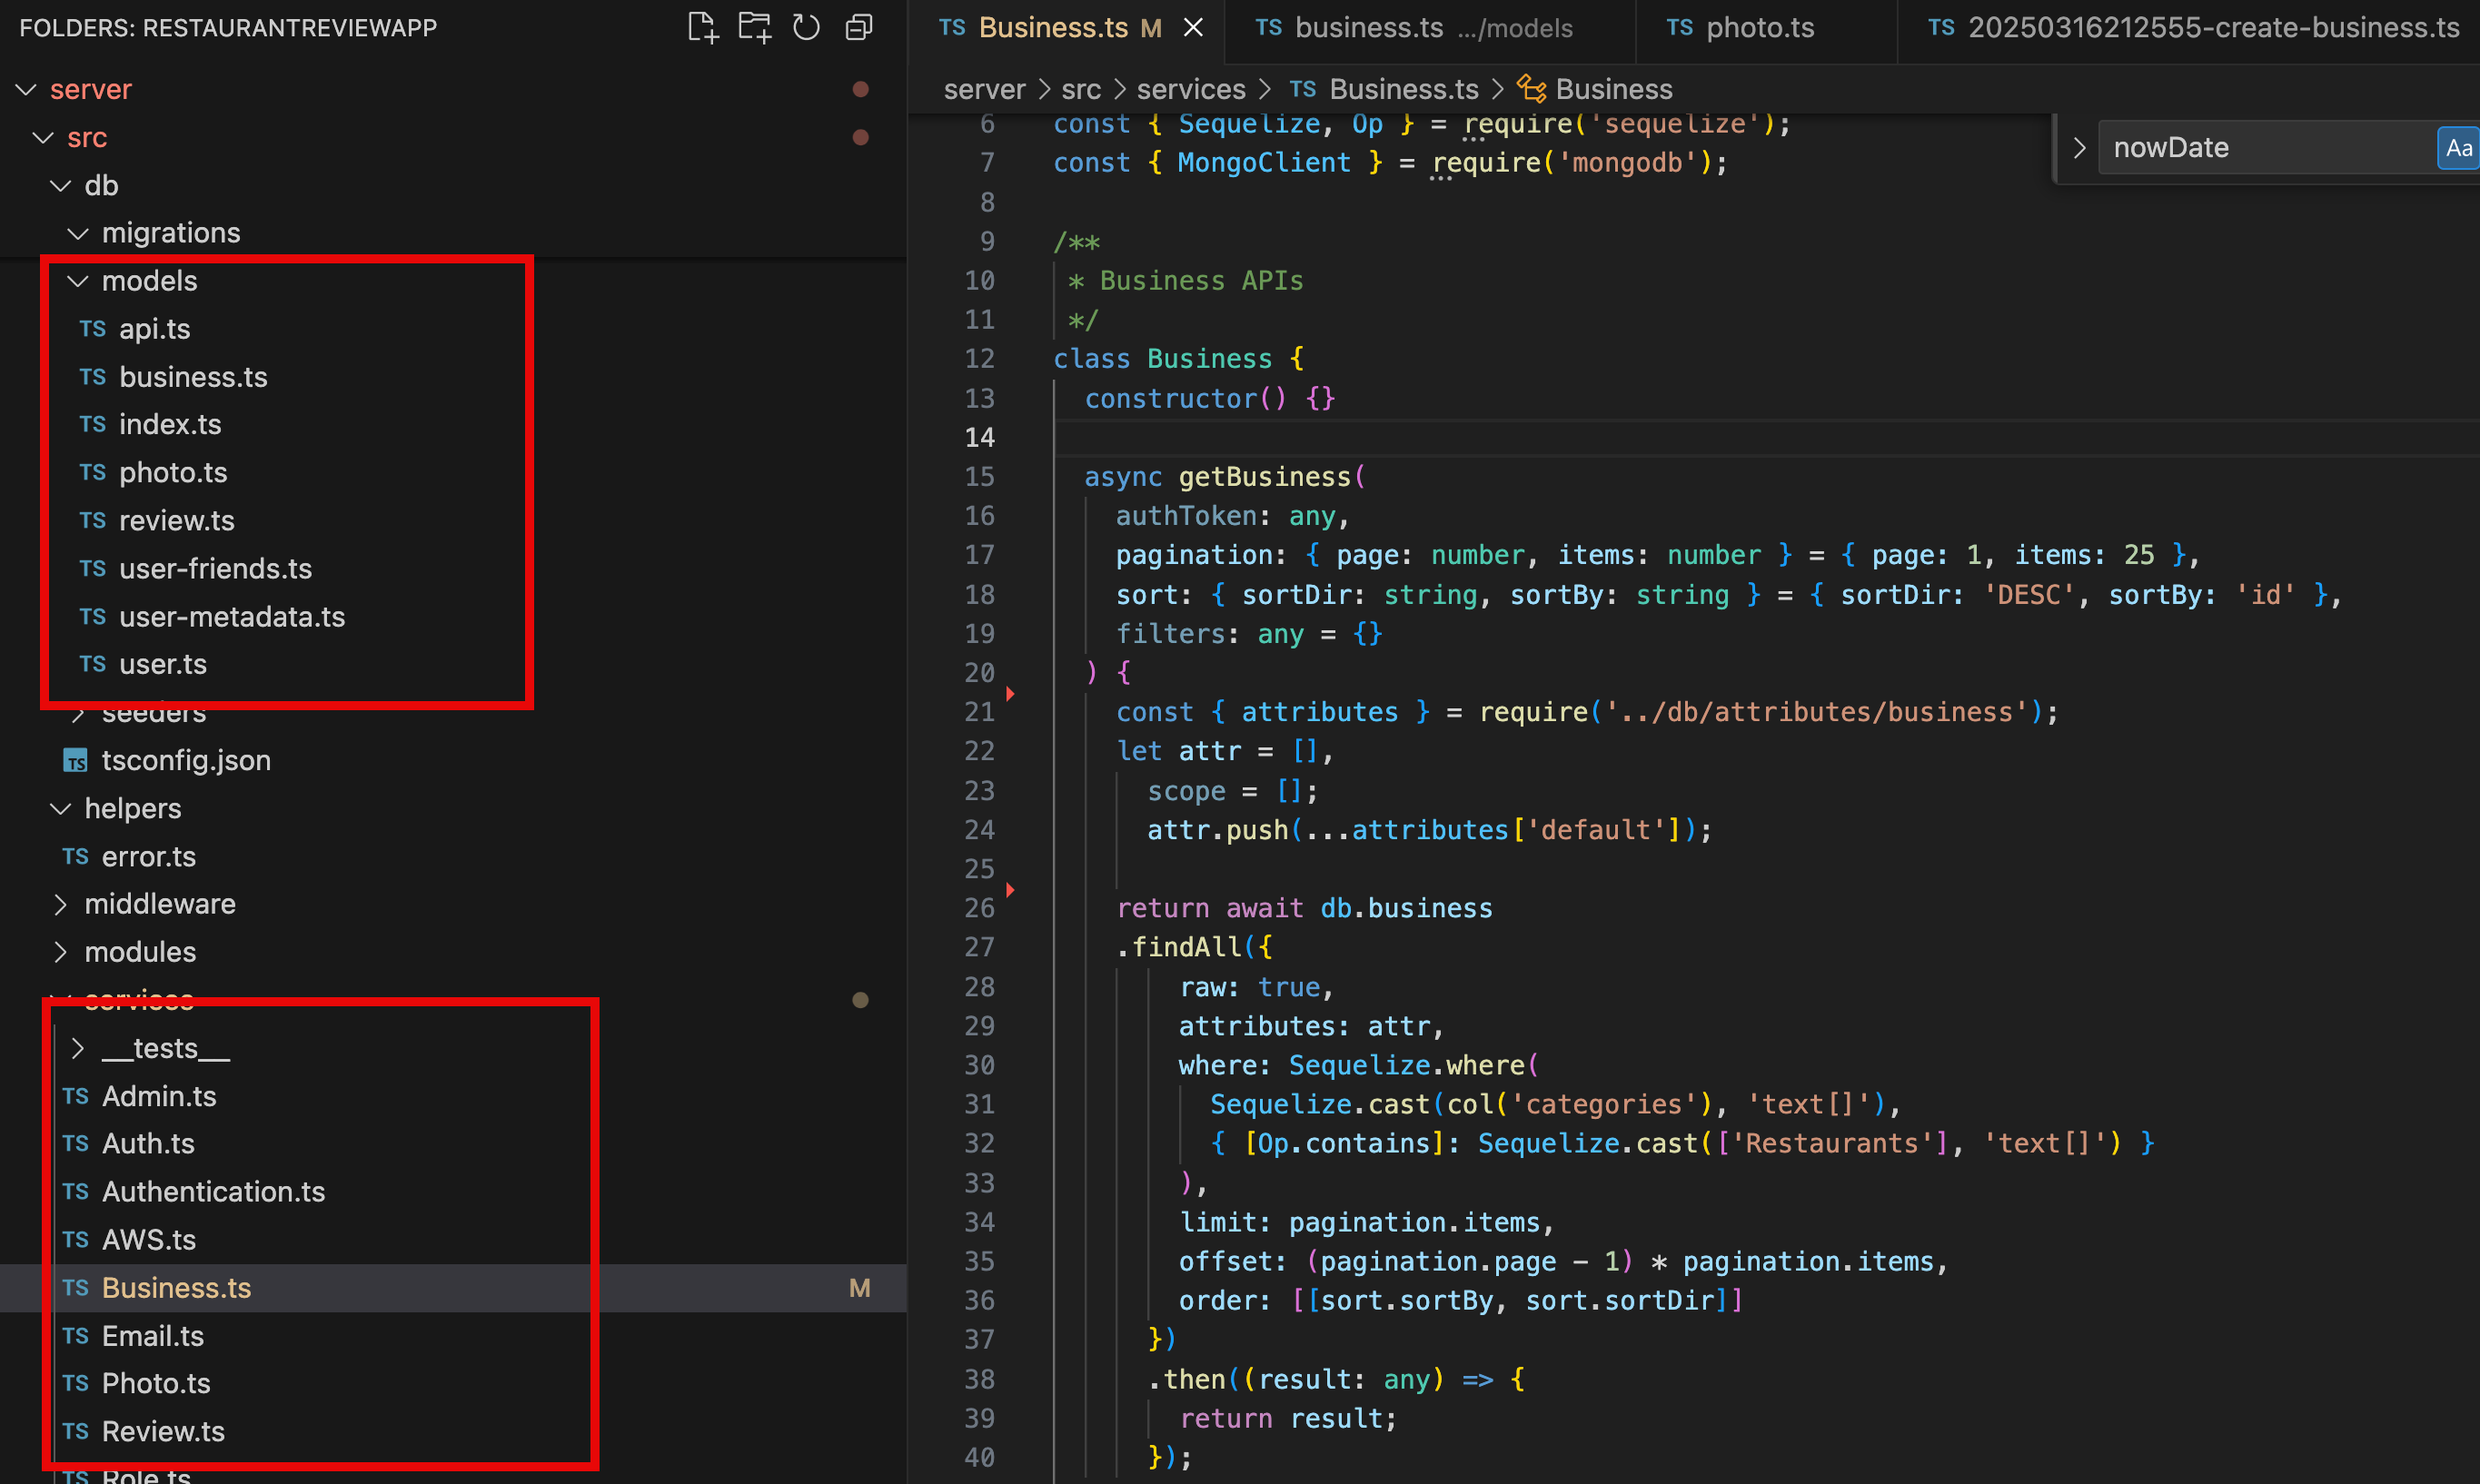 FOLDERS: RESTAURANTREVIEWAPP
server
src
db
migrations
models
TS api.ts
TS business.ts
TS index.ts
TS photo.ts
TS review.ts
TS user-friends.ts
TS user-metadata.ts
TS user.ts
seeders
TS tsconfig.json
helpers
TS error.ts
middleware
modules
services
__tests__
TS Admin.ts
TS Auth.ts
TS Authentication.ts
TS AWS.ts
TS Business.ts M
TS Email.ts
TS Photo.ts
TS Review.ts
TS Role.ts
TS Business.ts M
TS business.ts .../models
TS photo.ts
TS 20250316212555-create-business.ts
server > src > services > TS Business.ts > Business
nowDate Aa
6 const { Sequelize, Op } = require('sequelize');
7 const { MongoClient } = require('mongodb');
8
9 /**
10 * Business APIs
11 */
12 class Business {
13 constructor() {}
14
15 async getBusiness(
16 authToken: any,
17 pagination: { page: number, items: number } = { page: 1, items: 25 },
18 sort: { sortDir: string, sortBy: string } = { sortDir: 'DESC', sortBy: 'id' },
19 filters: any = {}
20 ) {
21 const { attributes } = require('../db/attributes/business');
22 let attr = [],
23 scope = [];
24 attr.push(...attributes['default']);
25
26 return await db.business
27 .findAll({
28 raw: true,
29 attributes: attr,
30 where: Sequelize.where(
31 Sequelize.cast(col('categories'), 'text[]'),
32 { [Op.contains]: Sequelize.cast(['Restaurants'], 'text[]') }
33 ),
34 limit: pagination.items,
35 offset: (pagination.page - 1) * pagination.items,
36 order: [[sort.sortBy, sort.sortDir]]
37 })
38 .then((result: any) => {
39 return result;
40 });